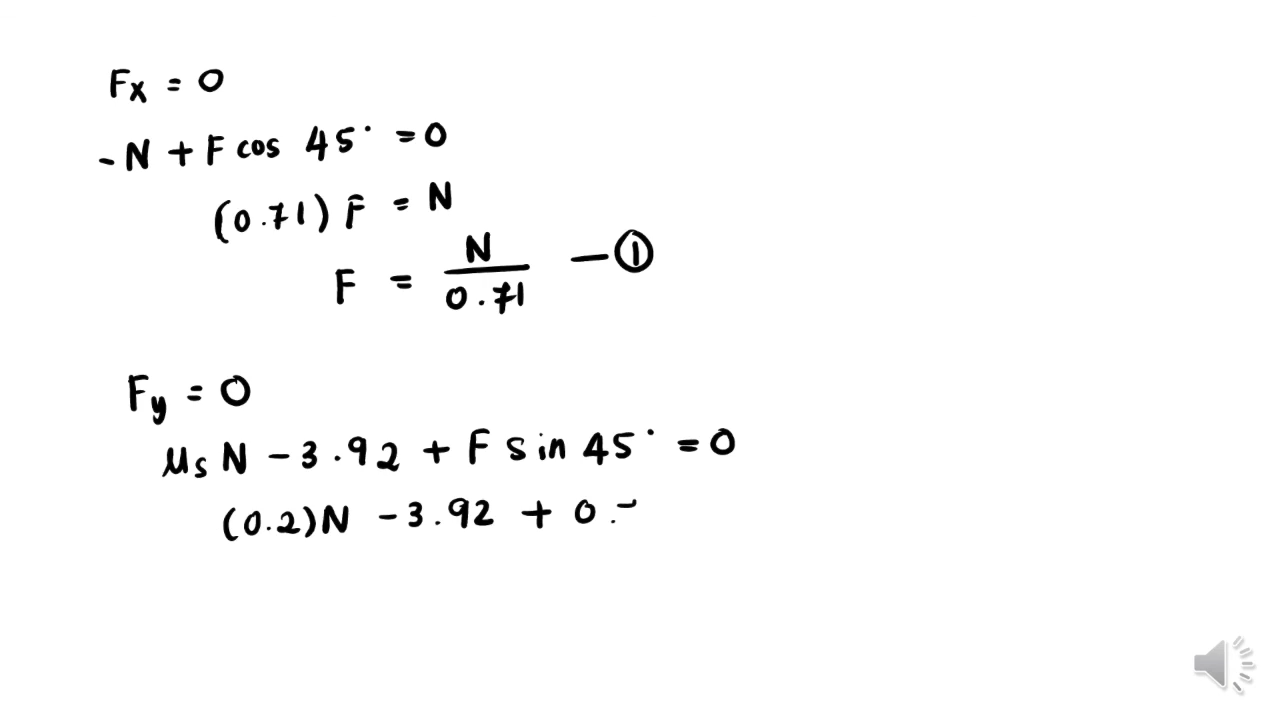 Fx = 0
- N + F cos 45° = 0
(0.71) F = N
F = N / 0.71 — ①
Fy = 0
μs N - 3.92 + F sin 45° = 0
(0.2)N - 3.92 + 0.